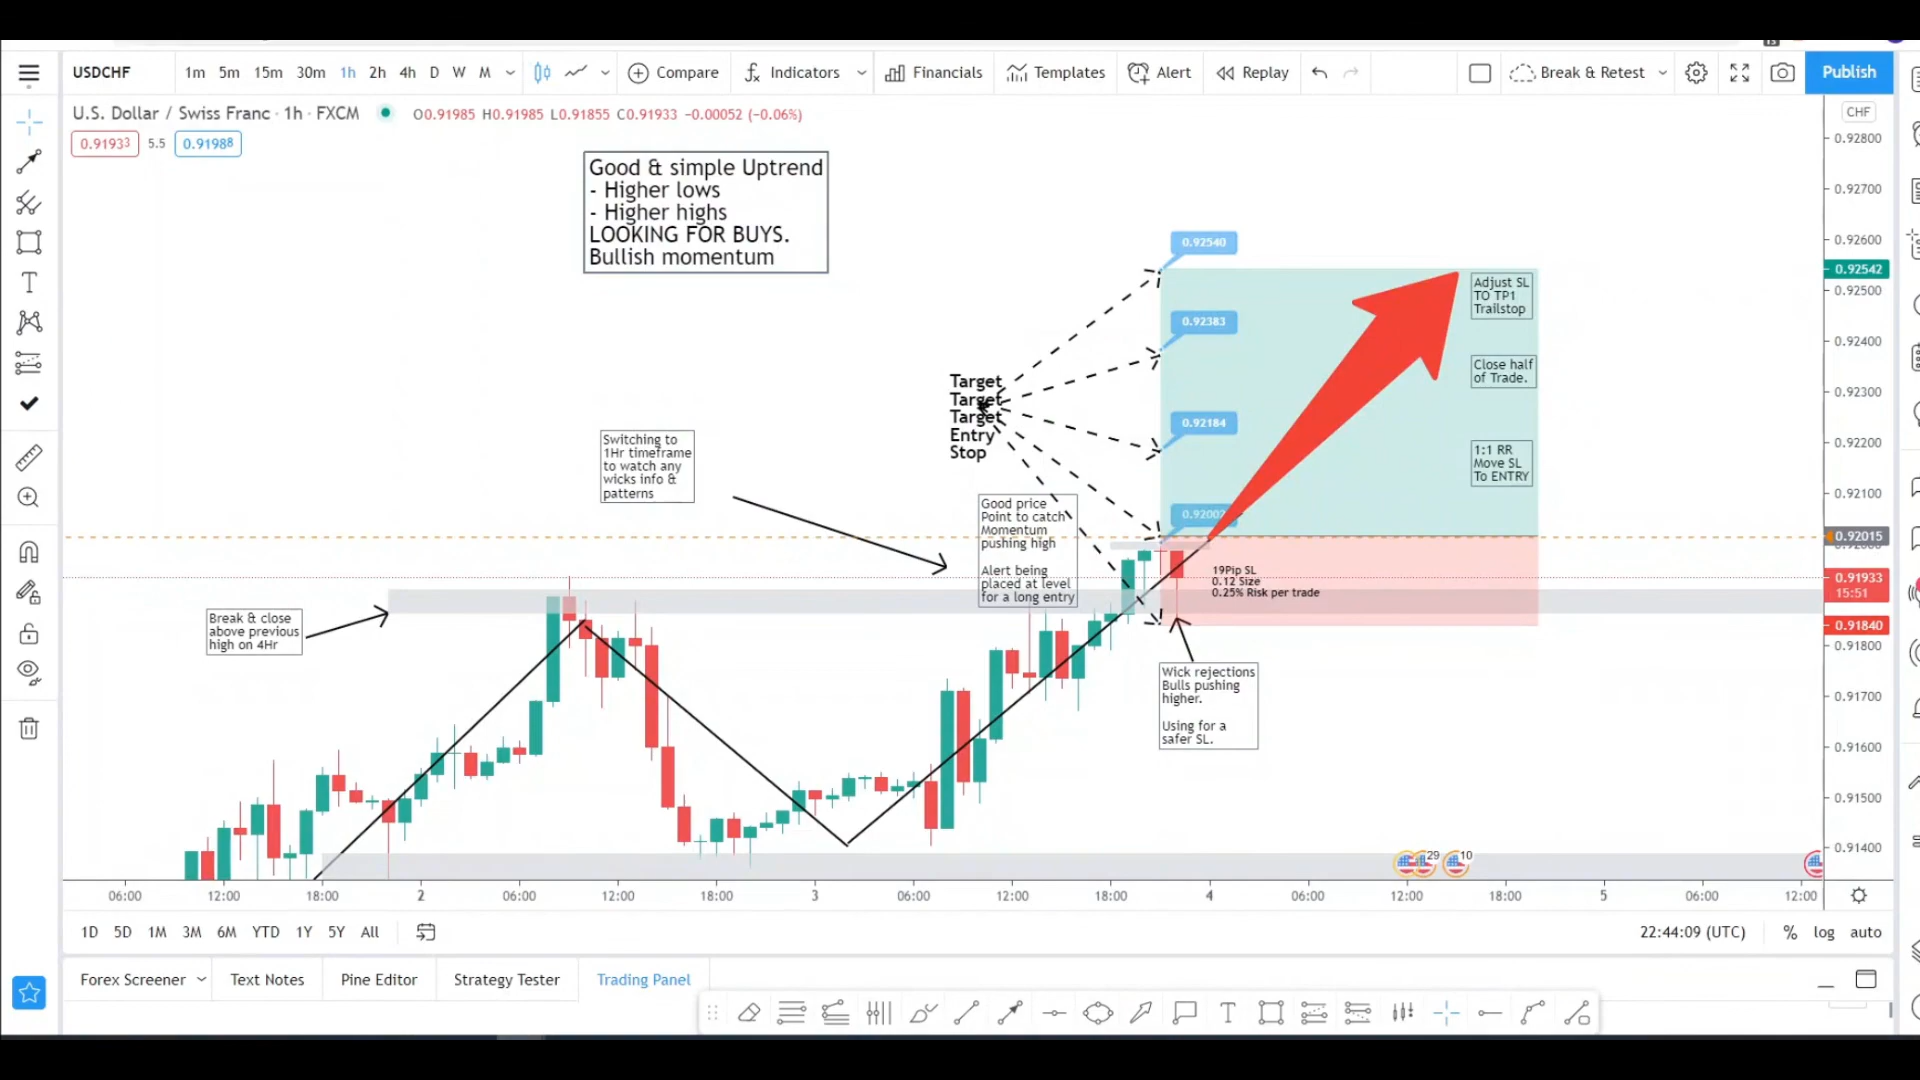 USDCHF 1m 5m 15m 30m 1h 2h 4h D W M Compare Indicators Financials Templates Alert Replay Break & Retest Publish
U.S. Dollar / Swiss Franc · 1h · FXCM O0.91985 H0.91985 L0.91855 C0.91933 −0.00052 (−0.06%)
CHF
0.91933 5.5 0.91988
Good & simple Uptrend
- Higher lows
- Higher highs
LOOKING FOR BUYS.
Bullish momentum
0.92540
0.92383
0.92184
Target
Target
Target
Entry
Stop
Adjust SL
TO TP1
Trailstop
Close half
of Trade.
1:1 RR
Move SL
To ENTRY
Switching to
1Hr timeframe
to watch any
wicks info &
patterns
Good price
Point to catch
Momentum
pushing high
Alert being
placed at level
for a long entry
19Pip SL
0.12 Size
0.25% Risk per trade
Break & close
above previous
high on 4Hr
Wick rejections
Bulls pushing
higher.
Using for a
safer SL.
0.92800
0.92700
0.92600
0.92542
0.92500
0.92400
0.92300
0.92200
0.92100
0.92015
0.91933
15:51
0.91840
0.91800
0.91700
0.91600
0.91500
0.91400
29 10
06:00 12:00 18:00 2 06:00 12:00 18:00 3 06:00 12:00 18:00 4 06:00 12:00 18:00 5 06:00 12:00
1D 5D 1M 3M 6M YTD 1Y 5Y All 22:44:09 (UTC) % log auto
Forex Screener Text Notes Pine Editor Strategy Tester Trading Panel